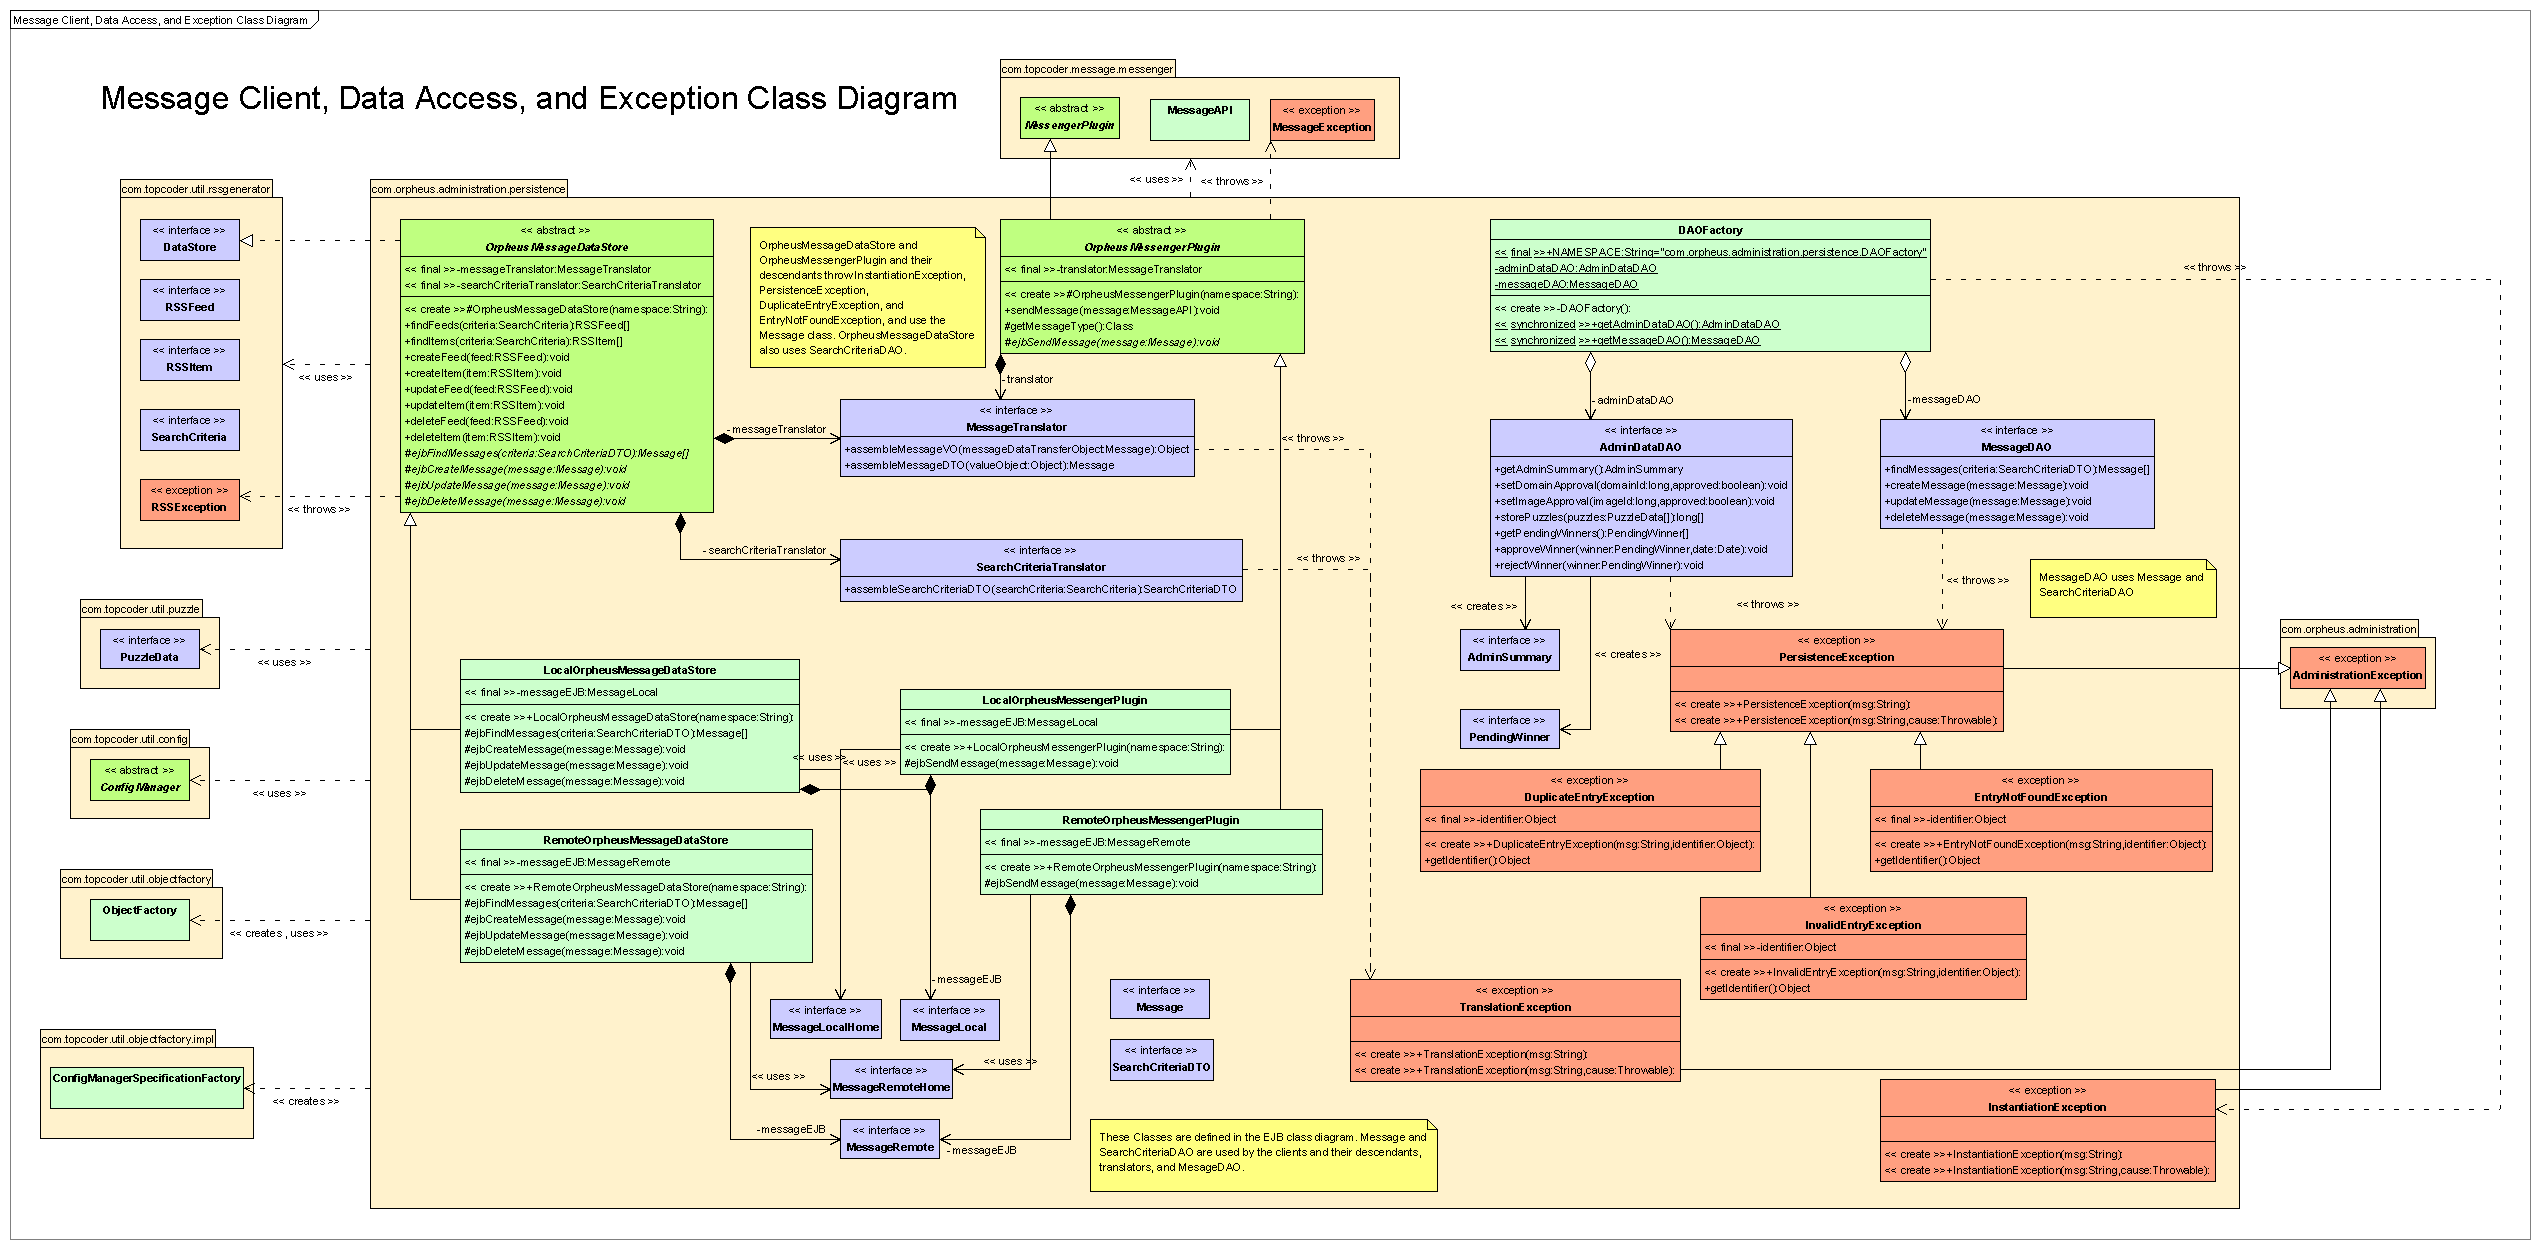 Message Client, Data Access, and Exception Class Diagram
Message Client, Data Access, and Exception Class Diagram
com.topcoder.message.messenger
<< abstract >>
MessengerPlugin
MessageAPI
<< exception >>
MessageException
<< uses >>
<< throws >>
com.topcoder.util.rssgenerator
<< interface >>
DataStore
<< interface >>
RSSFeed
<< interface >>
RSSItem
<< interface >>
SearchCriteria
<< exception >>
RSSException
<< uses >>
<< throws >>
com.topcoder.util.puzzle
<< interface >>
PuzzleData
<< uses >>
com.topcoder.util.config
<< abstract >>
ConfigManager
<< uses >>
com.topcoder.util.objectfactory
ObjectFactory
<< creates , uses >>
com.topcoder.util.objectfactory.impl
ConfigManagerSpecificationFactory
<< creates >>
com.orpheus.administration.persistence
<< abstract >>
OrpheusMessageDataStore
<< final >>-messageTranslator:MessageTranslator
<< final >>-searchCriteriaTranslator:SearchCriteriaTranslator
<< create >>#OrpheusMessageDataStore(namespace:String):
+findFeeds(criteria:SearchCriteria):RSSFeed[]
+findItems(criteria:SearchCriteria):RSSItem[]
+createFeed(feed:RSSFeed):void
+createItem(item:RSSItem):void
+updateFeed(feed:RSSFeed):void
+updateItem(item:RSSItem):void
+deleteFeed(feed:RSSFeed):void
+deleteItem(item:RSSItem):void
#ejbFindMessages(criteria:SearchCriteriaDTO):Message[]
#ejbCreateMessage(message:Message):void
#ejbUpdateMessage(message:Message):void
#ejbDeleteMessage(message:Message):void
OrpheusMessageDataStore and
OrpheusMessengerPlugin and their
descendants throw InstantiationException,
PersistenceException,
DuplicateEntryException, and
EntryNotFoundException, and use the
Message class. OrpheusMessageDataStore
also uses SearchCriteriaDAO.
<< abstract >>
OrpheusMessengerPlugin
<< final >>-translator:MessageTranslator
<< create >>#OrpheusMessengerPlugin(namespace:String):
+sendMessage(message:MessageAPI):void
#getMessageType():Class
#ejbSendMessage(message:Message):void
-translator
-messageTranslator
<< interface >>
MessageTranslator
+assembleMessageVO(messageDataTransferObject:Message):Object
+assembleMessageDTO(valueObject:Object):Message
<< throws >>
-searchCriteriaTranslator
<< interface >>
SearchCriteriaTranslator
+assembleSearchCriteriaDTO(searchCriteria:SearchCriteria):SearchCriteriaDTO
<< throws >>
DAOFactory
<< final >>+NAMESPACE:String="com.orpheus.administration.persistence.DAOFactory"
-adminDataDAO:AdminDataDAO
-messageDAO:MessageDAO
<< create >>-DAOFactory():
<< synchronized >>+getAdminDataDAO():AdminDataDAO
<< synchronized >>+getMessageDAO():MessageDAO
<< throws >>
-adminDataDAO
-messageDAO
<< interface >>
AdminDataDAO
+getAdminSummary():AdminSummary
+setDomainApproval(domainId:long,approved:boolean):void
+setImageApproval(imageId:long,approved:boolean):void
+storePuzzles(puzzles:PuzzleData[]):long[]
+getPendingWinners():PendingWinner[]
+approveWinner(winner:PendingWinner,date:Date):void
+rejectWinner(winner:PendingWinner):void
<< interface >>
MessageDAO
+findMessages(criteria:SearchCriteriaDTO):Message[]
+createMessage(message:Message):void
+updateMessage(message:Message):void
+deleteMessage(message:Message):void
MessageDAO uses Message and
SearchCriteriaDAO
<< throws >>
<< throws >>
<< creates >>
<< creates >>
<< interface >>
AdminSummary
<< interface >>
PendingWinner
<< exception >>
PersistenceException
<< create >>+PersistenceException(msg:String):
<< create >>+PersistenceException(msg:String,cause:Throwable):
com.orpheus.administration
<< exception >>
AdministrationException
<< exception >>
DuplicateEntryException
<< final >>-identifier:Object
<< create >>+DuplicateEntryException(msg:String,identifier:Object):
+getIdentifier():Object
<< exception >>
EntryNotFoundException
<< final >>-identifier:Object
<< create >>+EntryNotFoundException(msg:String,identifier:Object):
+getIdentifier():Object
<< exception >>
InvalidEntryException
<< final >>-identifier:Object
<< create >>+InvalidEntryException(msg:String,identifier:Object):
+getIdentifier():Object
LocalOrpheusMessageDataStore
<< final >>-messageEJB:MessageLocal
<< create >>+LocalOrpheusMessageDataStore(namespace:String):
#ejbFindMessages(criteria:SearchCriteriaDTO):Message[]
#ejbCreateMessage(message:Message):void
#ejbUpdateMessage(message:Message):void
#ejbDeleteMessage(message:Message):void
<< uses >>
<< uses >>
LocalOrpheusMessengerPlugin
<< final >>-messageEJB:MessageLocal
<< create >>+LocalOrpheusMessengerPlugin(namespace:String):
#ejbSendMessage(message:Message):void
RemoteOrpheusMessageDataStore
<< final >>-messageEJB:MessageRemote
<< create >>+RemoteOrpheusMessageDataStore(namespace:String):
#ejbFindMessages(criteria:SearchCriteriaDTO):Message[]
#ejbCreateMessage(message:Message):void
#ejbUpdateMessage(message:Message):void
#ejbDeleteMessage(message:Message):void
RemoteOrpheusMessengerPlugin
<< final >>-messageEJB:MessageRemote
<< create >>+RemoteOrpheusMessengerPlugin(namespace:String):
#ejbSendMessage(message:Message):void
-messageEJB
<< interface >>
MessageLocalHome
<< interface >>
MessageLocal
<< uses >>
<< uses >>
<< interface >>
MessageRemoteHome
-messageEJB
-messageEJB
<< interface >>
MessageRemote
<< interface >>
Message
<< interface >>
SearchCriteriaDTO
These Classes are defined in the EJB class diagram. Message and
SearchCriteriaDAO are used by the clients and their descendants,
translators, and MesageDAO.
<< exception >>
TranslationException
<< create >>+TranslationException(msg:String):
<< create >>+TranslationException(msg:String,cause:Throwable):
<< exception >>
InstantiationException
<< create >>+InstantiationException(msg:String):
<< create >>+InstantiationException(msg:String,cause:Throwable):